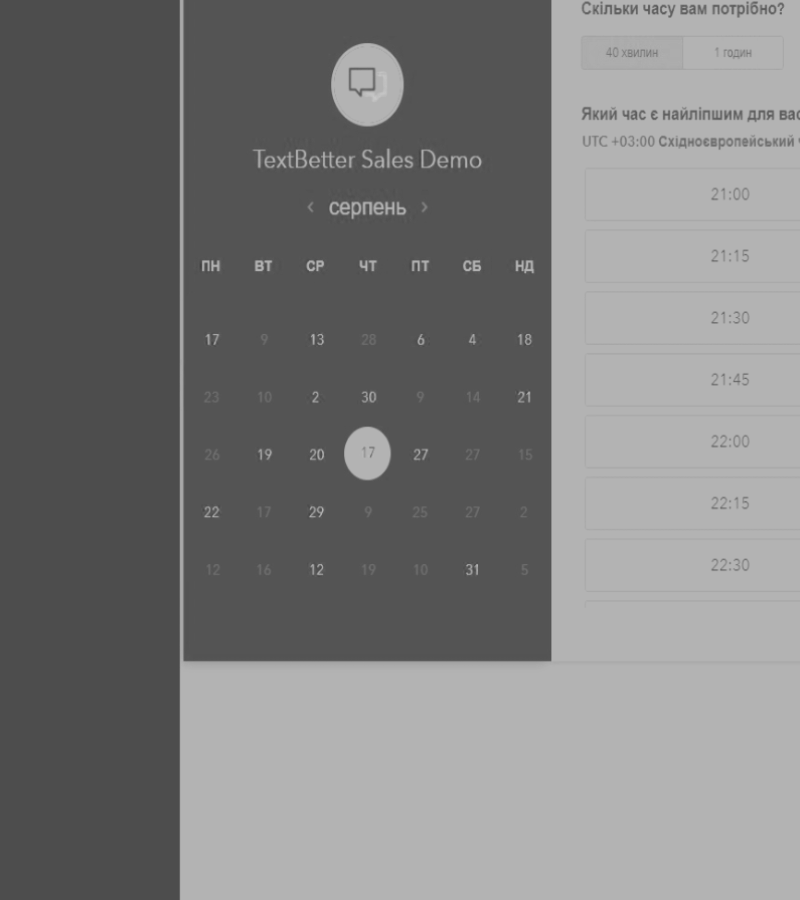 TextBetter Sales Demo
серпень
ПН ВТ СР ЧТ ПТ СБ НД
17 9 13 28 6 4 18
23 10 2 30 9 14 21
26 19 20 17 27 27 15
22 17 29 9 25 27 2
12 16 12 19 10 31 5
Скільки часу вам потрібно?
40 хвилин 1 годин
Який час є найліпшим для вас
UTC +03:00 Східноєвропейський
21:00
21:15
21:30
21:45
22:00
22:15
22:30